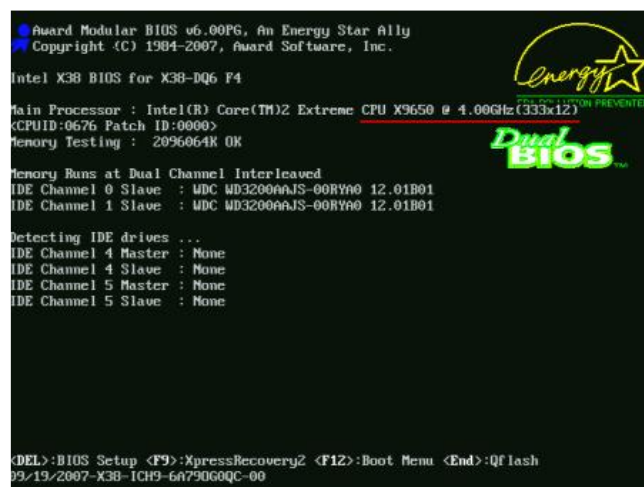 Award Modular BIOS v6.00PG, An Energy Star Ally
Copyright (C) 1984-2007, Award Software, Inc.
energy
EPA POLLUTION PREVENTE
Intel X38 BIOS for X38-DQ6 F4
Main Processor : Intel(R) Core(TM)2 Extreme CPU X9650 @ 4.00GHz(333x12)
<CPUID:0676 Patch ID:0000>
Memory Testing : 2096064K OK
Dual
BIOS
TM
Memory Runs at Dual Channel Interleaved
IDE Channel 0 Slave : WDC WD3200AAJS-00RYA0 12.01B01
IDE Channel 1 Slave : WDC WD3200AAJS-00RYA0 12.01B01
Detecting IDE drives ...
IDE Channel 4 Master : None
IDE Channel 4 Slave : None
IDE Channel 5 Master : None
IDE Channel 5 Slave : None
<DEL>:BIOS Setup <F9>:XpressRecovery2 <F12>:Boot Menu <End>:Qflash
09/19/2007-X38-ICH9-6A790G0QC-00